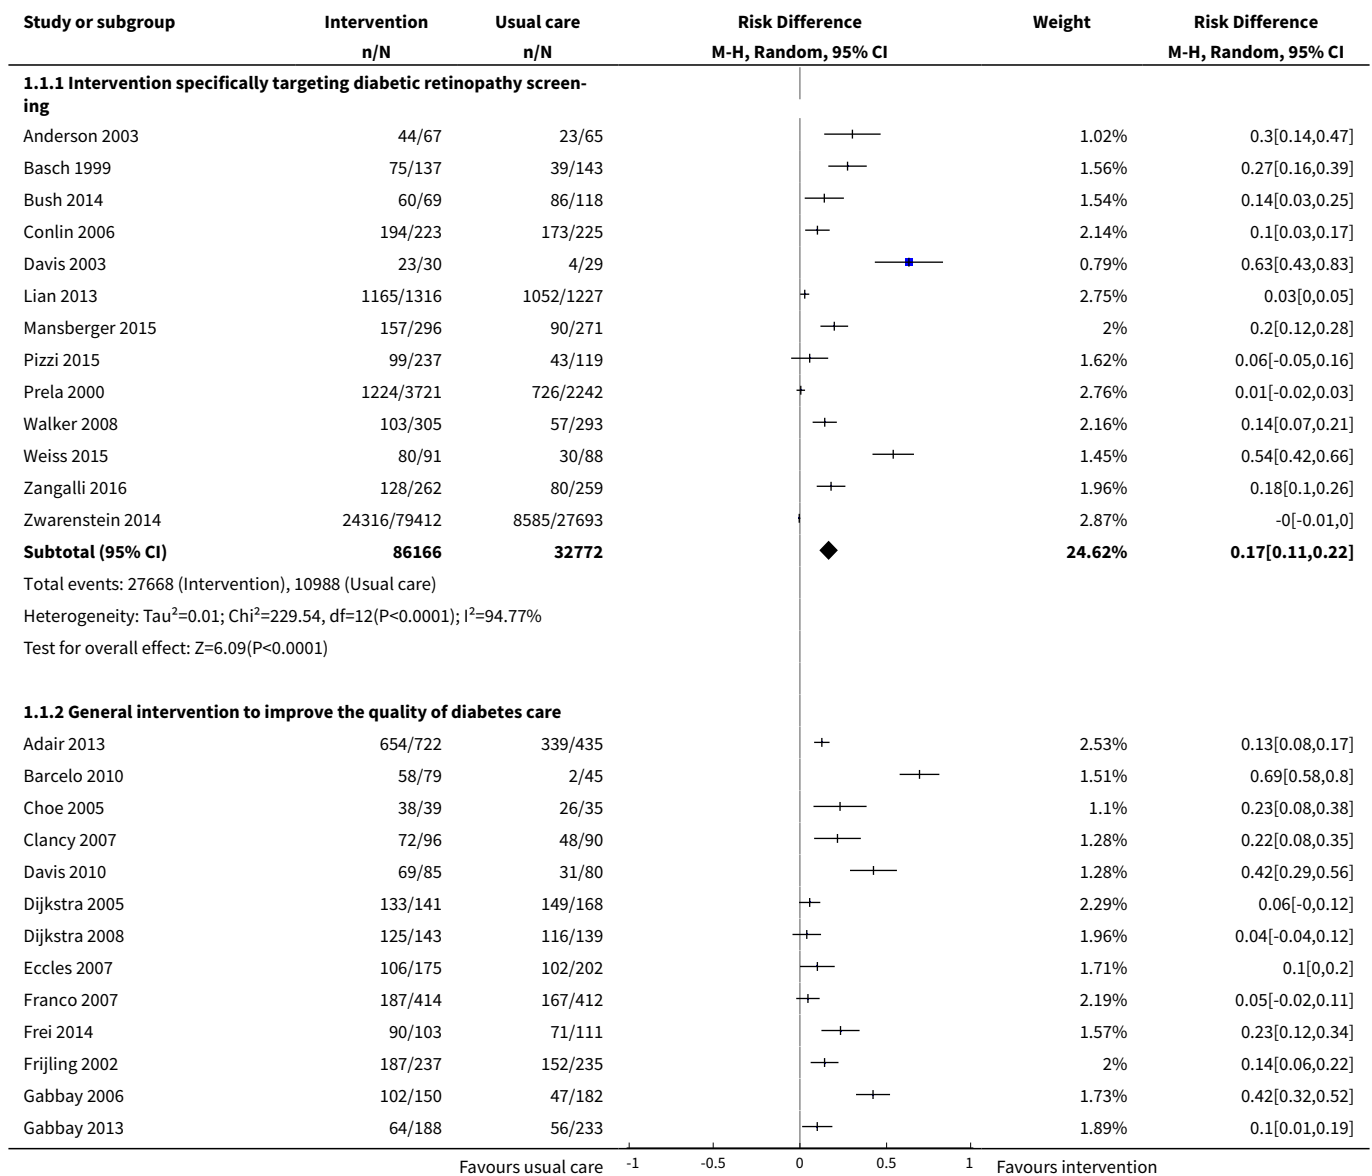 Study or subgroup Intervention Usual care Risk Difference Weight Risk Difference
n/N n/N M-H, Random, 95% CI M-H, Random, 95% CI
1.1.1 Intervention specifically targeting diabetic retinopathy screen-
ing
Anderson 2003 44/67 23/65 1.02% 0.3[0.14,0.47]
Basch 1999 75/137 39/143 1.56% 0.27[0.16,0.39]
Bush 2014 60/69 86/118 1.54% 0.14[0.03,0.25]
Conlin 2006 194/223 173/225 2.14% 0.1[0.03,0.17]
Davis 2003 23/30 4/29 0.79% 0.63[0.43,0.83]
Lian 2013 1165/1316 1052/1227 2.75% 0.03[0,0.05]
Mansberger 2015 157/296 90/271 2% 0.2[0.12,0.28]
Pizzi 2015 99/237 43/119 1.62% 0.06[-0.05,0.16]
Prela 2000 1224/3721 726/2242 2.76% 0.01[-0.02,0.03]
Walker 2008 103/305 57/293 2.16% 0.14[0.07,0.21]
Weiss 2015 80/91 30/88 1.45% 0.54[0.42,0.66]
Zangalli 2016 128/262 80/259 1.96% 0.18[0.1,0.26]
Zwarenstein 2014 24316/79412 8585/27693 2.87% -0[-0.01,0]
Subtotal (95% CI) 86166 32772 24.62% 0.17[0.11,0.22]
Total events: 27668 (Intervention), 10988 (Usual care)
Heterogeneity: Tau²=0.01; Chi²=229.54, df=12(P<0.0001); I²=94.77%
Test for overall effect: Z=6.09(P<0.0001)
1.1.2 General intervention to improve the quality of diabetes care
Adair 2013 654/722 339/435 2.53% 0.13[0.08,0.17]
Barcelo 2010 58/79 2/45 1.51% 0.69[0.58,0.8]
Choe 2005 38/39 26/35 1.1% 0.23[0.08,0.38]
Clancy 2007 72/96 48/90 1.28% 0.22[0.08,0.35]
Davis 2010 69/85 31/80 1.28% 0.42[0.29,0.56]
Dijkstra 2005 133/141 149/168 2.29% 0.06[-0,0.12]
Dijkstra 2008 125/143 116/139 1.96% 0.04[-0.04,0.12]
Eccles 2007 106/175 102/202 1.71% 0.1[0,0.2]
Franco 2007 187/414 167/412 2.19% 0.05[-0.02,0.11]
Frei 2014 90/103 71/111 1.57% 0.23[0.12,0.34]
Frijling 2002 187/237 152/235 2% 0.14[0.06,0.22]
Gabbay 2006 102/150 47/182 1.73% 0.42[0.32,0.52]
Gabbay 2013 64/188 56/233 1.89% 0.1[0.01,0.19]
Favours usual care -1 -0.5 0 0.5 1 Favours intervention